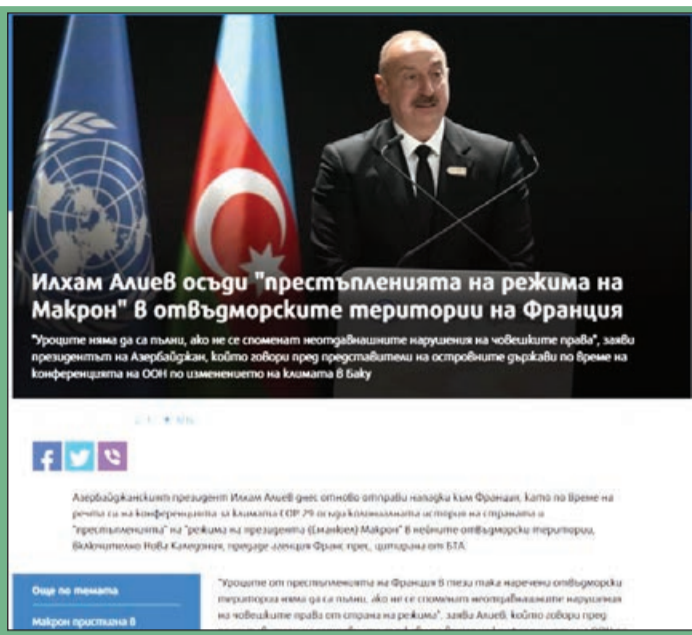 Илхам Алиев осъди "престъпленията на режима на
Макрон" в отвъдморските територии на Франция
"Уроците няма да са пълни, ако не се споменат неотдавнашните нарушения на човешките права", заяви
президентът на Азербайджан, който говори пред представители на островните държави по време на
конференцията на ООН по изменението на климата в Баку
Азербайджанският президент Илхам Алиев днес отново отправи нападки към Франция, като по време на
речта си на конференцията за климата COP 29 осъди колониалната история на страната и
"престъпленията" на "режима на президента (Еманюел) Макрон" в нейните отвъдморски територии,
включително Нова Каледония, предаде агенция Франс прес, цитирана от БТА
Още по темата
Макрон пристигна в
"Уроците от престъпленията на Франция в тези така наречени отвъдморски
територии няма да са пълни, ако не се споменат неотдавнашните нарушения
на човешките права от страна на режима", заяви Алиев, който говори пред